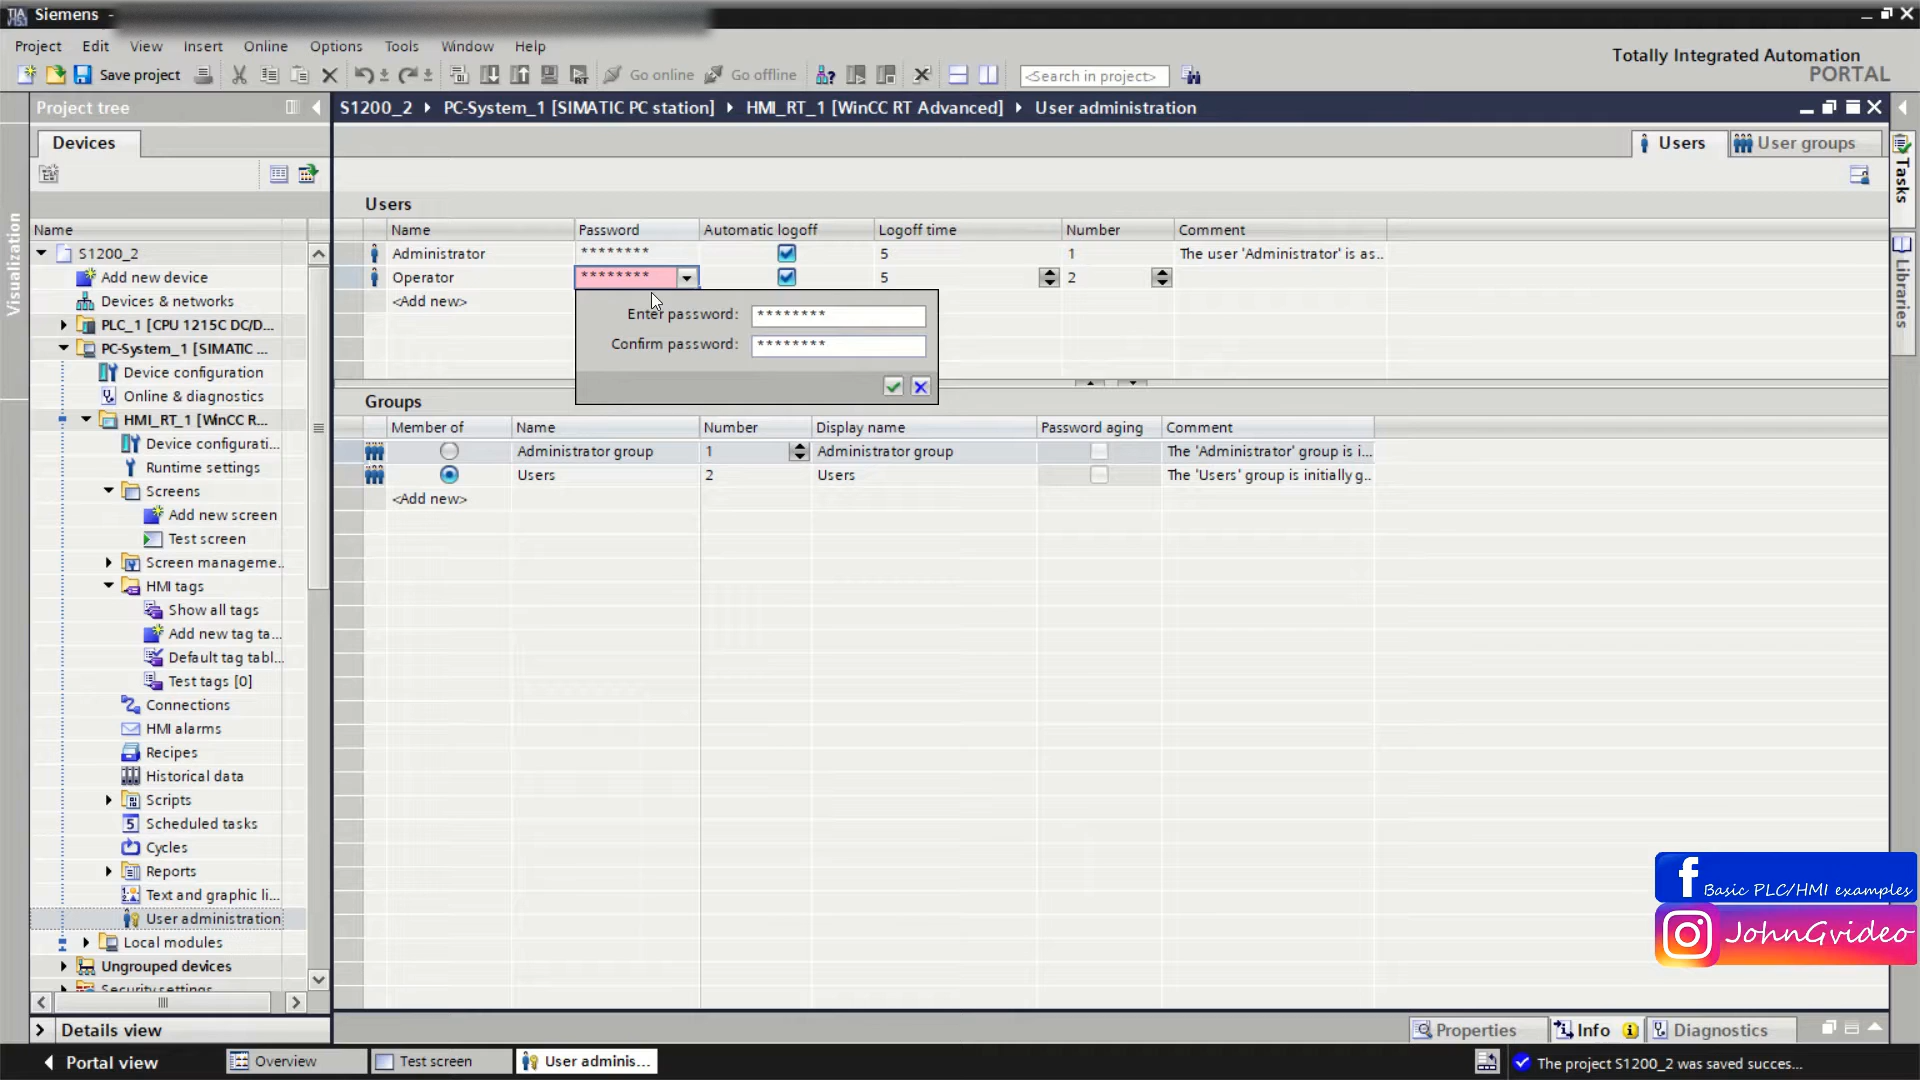 Siemens -
Project Edit View Insert Online Options Tools Window Help
Totally Integrated Automation
PORTAL
Save project Go online Go offline <Search in project>
Project tree
S1200_2 PC-System_1 [SIMATIC PC station] HMI_RT_1 [WinCC RT Advanced] User administration
Devices
Users User groups
Visualization
Tasks
Libraries
Name
S1200_2
Add new device
Devices & networks
PLC_1 [CPU 1215C DC/D...
PC-System_1 [SIMATIC ...
Device configuration
Online & diagnostics
HMI_RT_1 [WinCC R...
Device configurati...
Runtime settings
Screens
Add new screen
Test screen
Screen manageme...
HMI tags
Show all tags
Add new tag ta...
Default tag tabl...
Test tags [0]
Connections
HMI alarms
Recipes
Historical data
Scripts
Scheduled tasks
Cycles
Reports
Text and graphic li...
User administration
Local modules
Ungrouped devices
Security settings
Details view
Users
Name Password Automatic logoff Logoff time Number Comment
Administrator ******** 5 1 The user 'Administrator' is as..
Operator ******** 5 2
<Add new>
Enter password: ********
Confirm password: ********
Groups
Member of Name Number Display name Password aging Comment
Administrator group 1 Administrator group The 'Administrator' group is i...
Users 2 Users The 'Users' group is initially g..
<Add new>
Basic PLC/HMI examples
JohnGvideo
Properties Info Diagnostics
Portal view Overview Test screen User adminis... The project S1200_2 was saved succes...